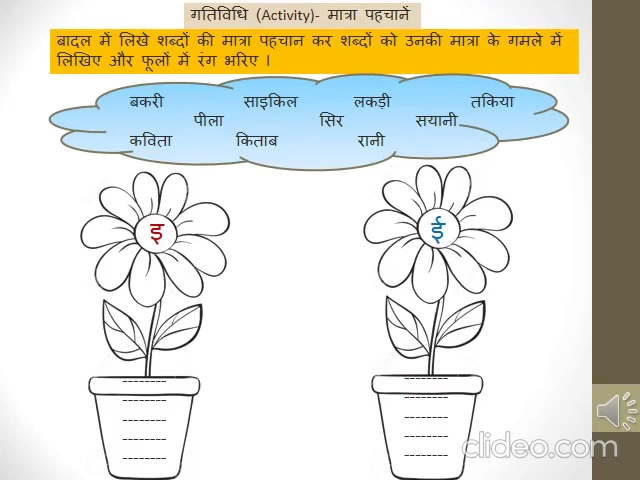 गतिविधि (Activity)- मात्रा पहचानें
बादल में लिखे शब्दों की मात्रा पहचान कर शब्दों को उनकी मात्रा के गमले में
लिखिए और फूलों में रंग भरिए ।
बकरी साइकिल लकड़ी तकिया
पीला सिर सयानी
कविता किताब रानी
इ ई
clideo.com